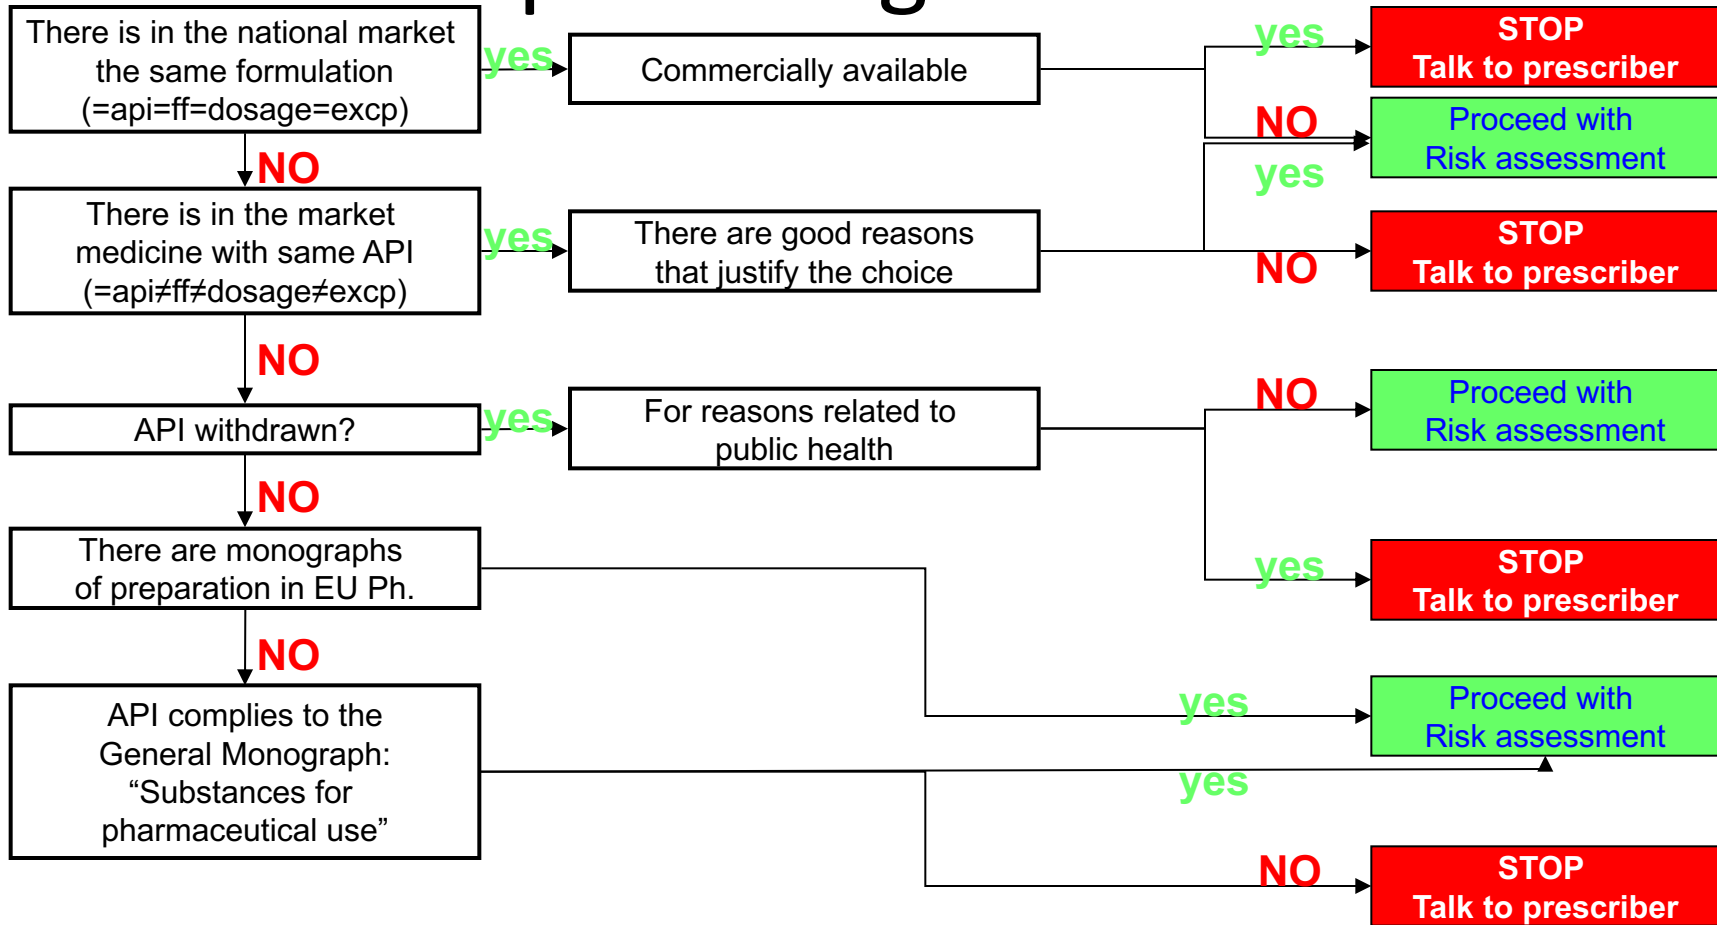 There is in the national market
the same formulation
(=api=ff=dosage=excp)
yes
Commercially available
yes
STOP
Talk to prescriber
NO
Proceed with
Risk assessment
NO
There is in the market
medicine with same API
(=api≠ff≠dosage≠excp)
yes
There are good reasons
that justify the choice
yes
NO
STOP
Talk to prescriber
NO
API withdrawn?
yes
For reasons related to
public health
NO
Proceed with
Risk assessment
yes
STOP
Talk to prescriber
NO
There are monographs
of preparation in EU Ph.
yes
Proceed with
Risk assessment
NO
API complies to the
General Monograph:
“Substances for
pharmaceutical use”
yes
NO
STOP
Talk to prescriber